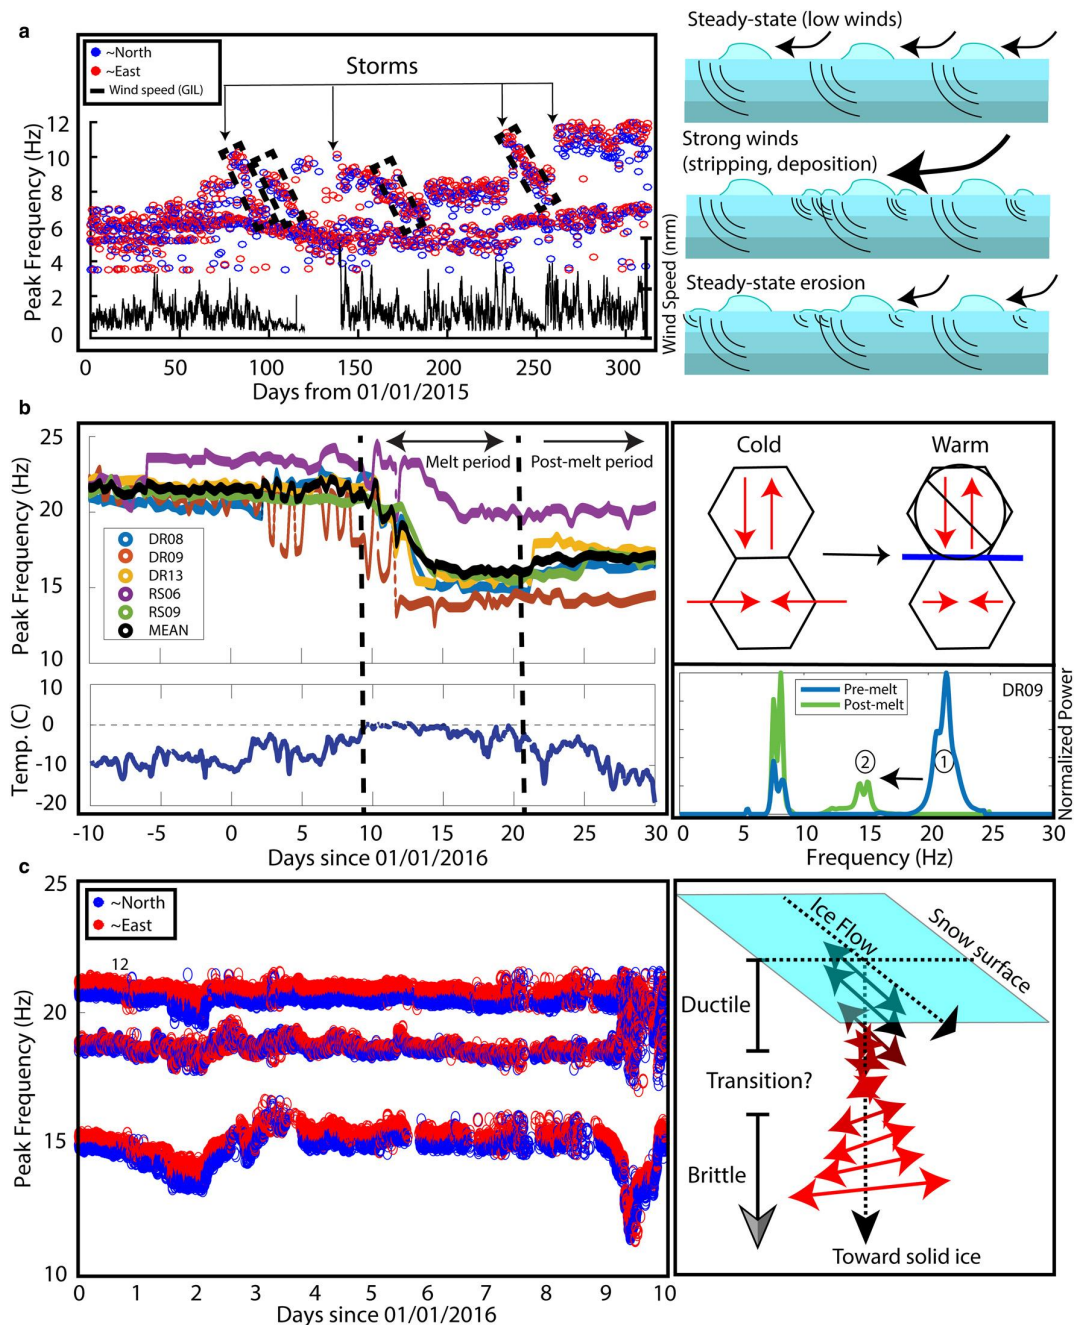 a
~North
~East
Wind speed (GIL)
Storms
Peak Frequency (Hz)
12
10
8
6
4
2
0
Wind Speed (nrm)
0
50
100
150
200
250
300
Days from 01/01/2015
Steady-state (low winds)
Strong winds
(stripping, deposition)
Steady-state erosion
b
Peak Frequency (Hz)
25
20
15
10
Melt period
Post-melt period
DR08
DR09
DR13
RS06
RS09
MEAN
Temp. (C)
10
0
-10
-20
-10
-5
0
5
10
15
20
25
30
Days since 01/01/2016
Cold
Warm
Pre-melt
Post-melt
DR09
2
1
Normalized Power
0
5
10
15
20
25
30
Frequency (Hz)
c
Peak Frequency (Hz)
25
20
15
10
~North
~East
12
0
1
2
3
4
5
6
7
8
9
10
Days since 01/01/2016
Ice Flow
Snow surface
Ductile
Transition?
Brittle
Toward solid ice